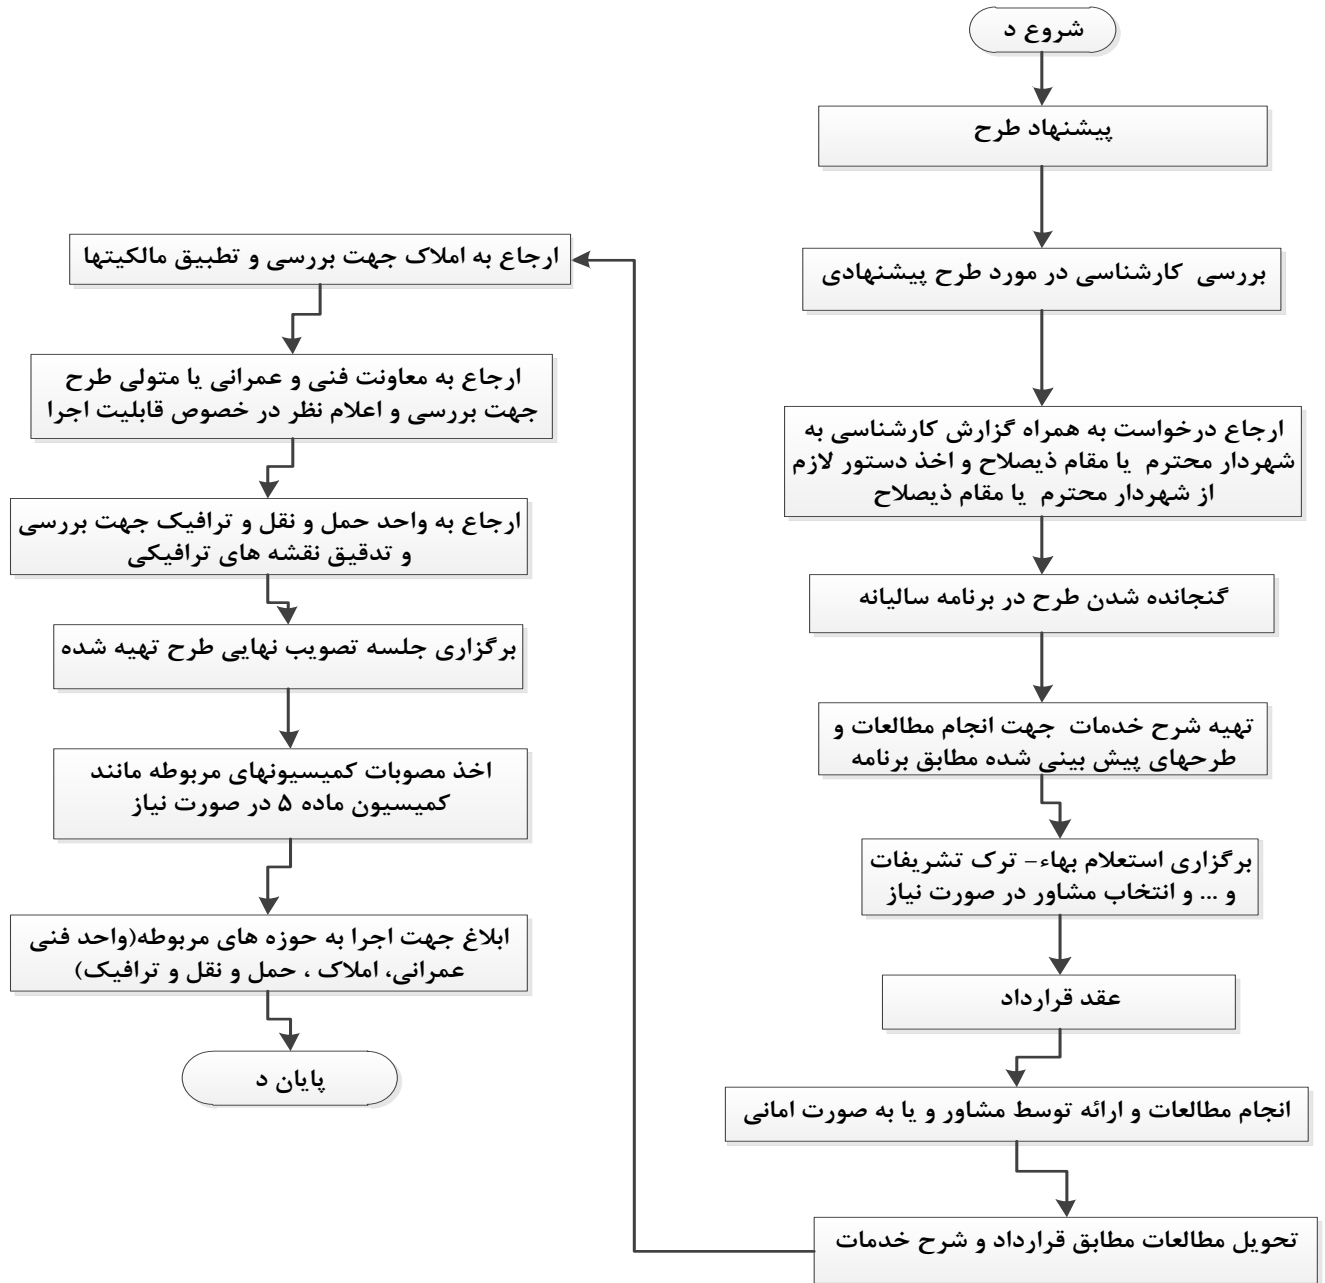 شروع د
پیشنهاد طرح
بررسی کارشناسی در مورد طرح پیشنهادی
ارجاع درخواست به همراه گزارش کارشناسی به
شهردار محترم یا مقام ذیصلاح و اخذ دستور لازم
از شهردار محترم یا مقام ذیصلاح
گنجانده شدن طرح در برنامه سالیانه
تهیه شرح خدمات جهت انجام مطالعات و
طرحهای پیش بینی شده مطابق برنامه
برگزاری استعلام بهاء- ترک تشریفات
و ... و انتخاب مشاور در صورت نیاز
عقد قرارداد
انجام مطالعات و ارائه توسط مشاور و یا به صورت امانی
تحویل مطالعات مطابق قرارداد و شرح خدمات
ارجاع به املاک جهت بررسی و تطبیق مالکیتها
ارجاع به معاونت فنی و عمرانی یا متولی طرح
جهت بررسی و اعلام نظر در خصوص قابلیت اجرا
ارجاع به واحد حمل و نقل و ترافیک جهت بررسی
و تدقیق نقشه های ترافیکی
برگزاری جلسه تصویب نهایی طرح تهیه شده
اخذ مصوبات کمیسیونهای مربوطه مانند
کمیسیون ماده ۵ در صورت نیاز
ابلاغ جهت اجرا به حوزه های مربوطه(واحد فنی
عمرانی، املاک ، حمل و نقل و ترافیک)
پایان د